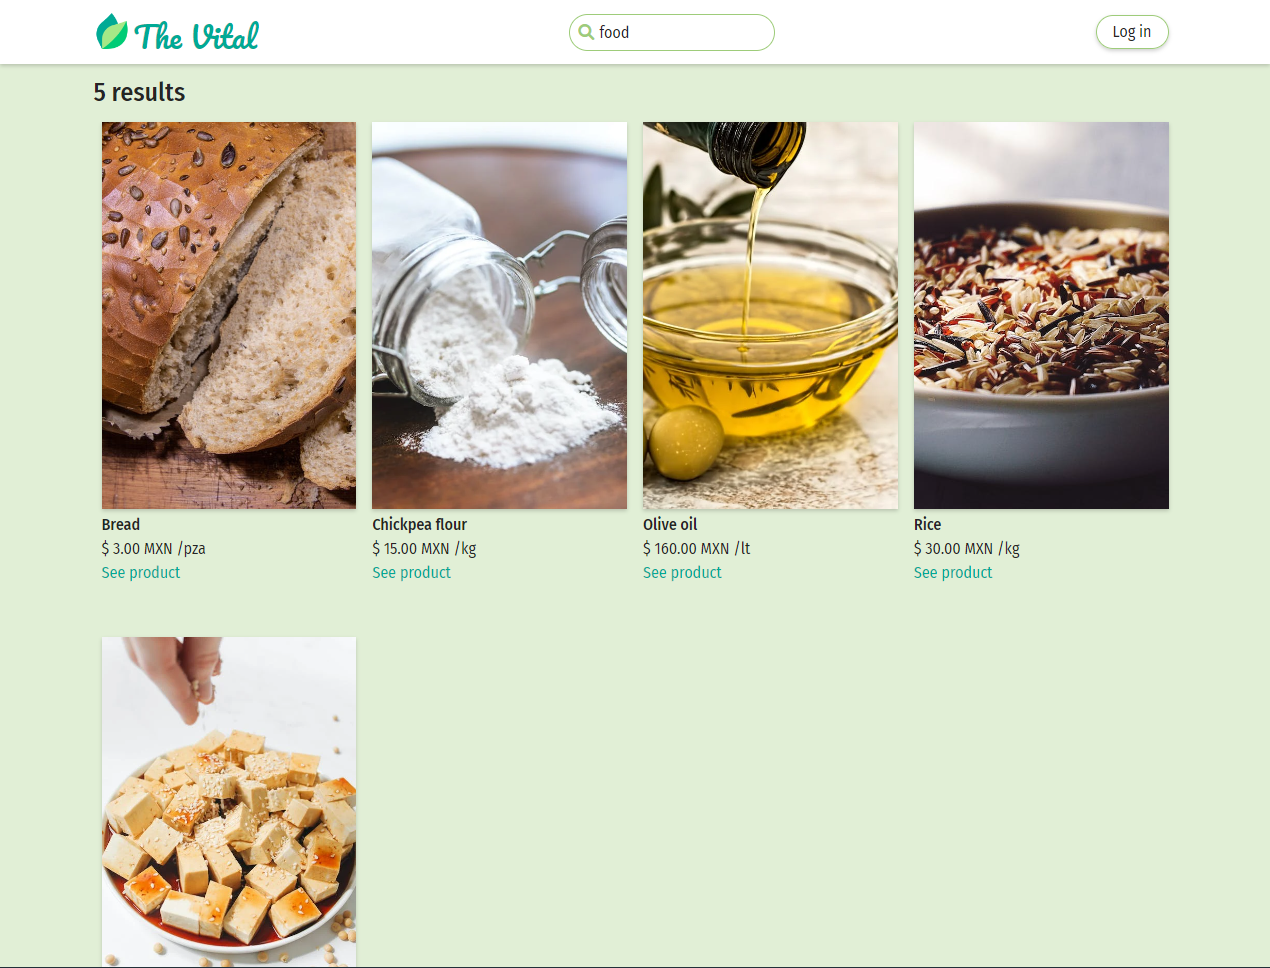 The Vital
food
Log in
5 results
Bread
$ 3.00 MXN /pza
See product
Chickpea flour
$ 15.00 MXN /kg
See product
Olive oil
$ 160.00 MXN /lt
See product
Rice
$ 30.00 MXN /kg
See product